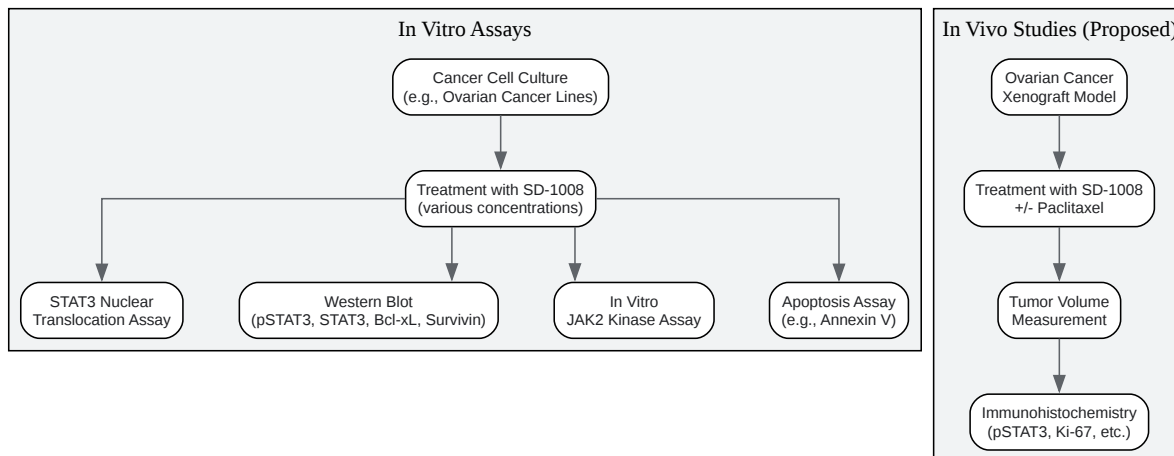 In Vitro Assays
Cancer Cell Culture
(e.g., Ovarian Cancer Lines)
Treatment with SD-1008
(various concentrations)
STAT3 Nuclear
Translocation Assay
Western Blot
(pSTAT3, STAT3, Bcl-xL, Survivin)
In Vitro
JAK2 Kinase Assay
Apoptosis Assay
(e.g., Annexin V)
In Vivo Studies (Proposed)
Ovarian Cancer
Xenograft Model
Treatment with SD-1008
+/- Paclitaxel
Tumor Volume
Measurement
Immunohistochemistry
(pSTAT3, Ki-67, etc.)